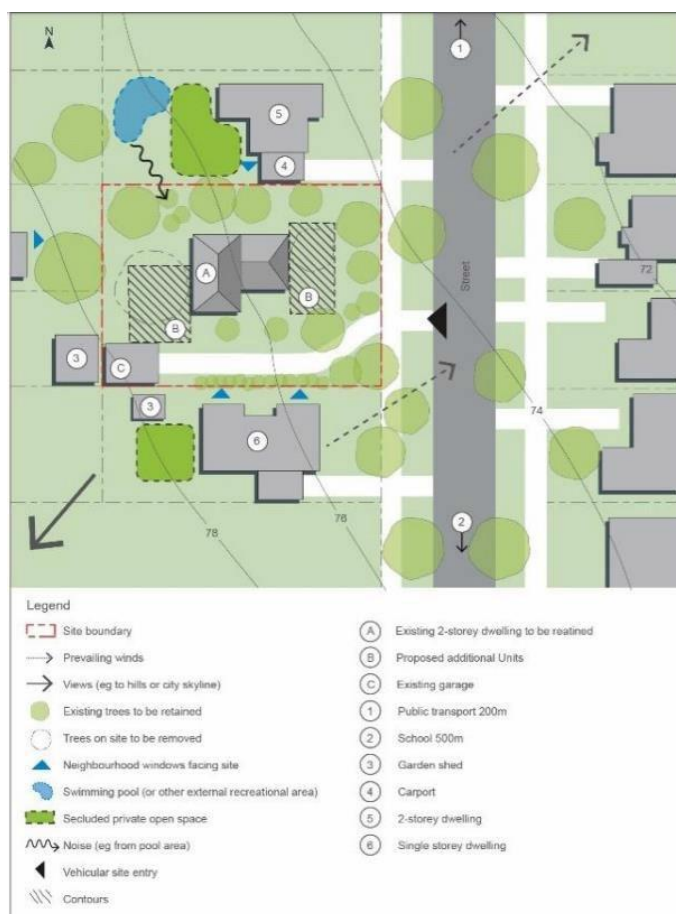 N
1
5
4
72
A
Street
B
B
3
C
3
74
6
2
78
76
Legend
Site boundary
Prevailing winds
Views (eg to hills or city skyline)
Existing trees to be retained
Trees on site to be removed
Neighbourhood windows facing site
Swimming pool (or other external recreational area)
Secluded private open space
Noise (eg from pool area)
Vehicular site entry
Contours
A Existing 2-storey dwelling to be reatined
B Proposed additional Units
C Existing garage
1 Public transport 200m
2 School 500m
3 Garden shed
4 Carport
5 2-storey dwelling
6 Single storey dwelling